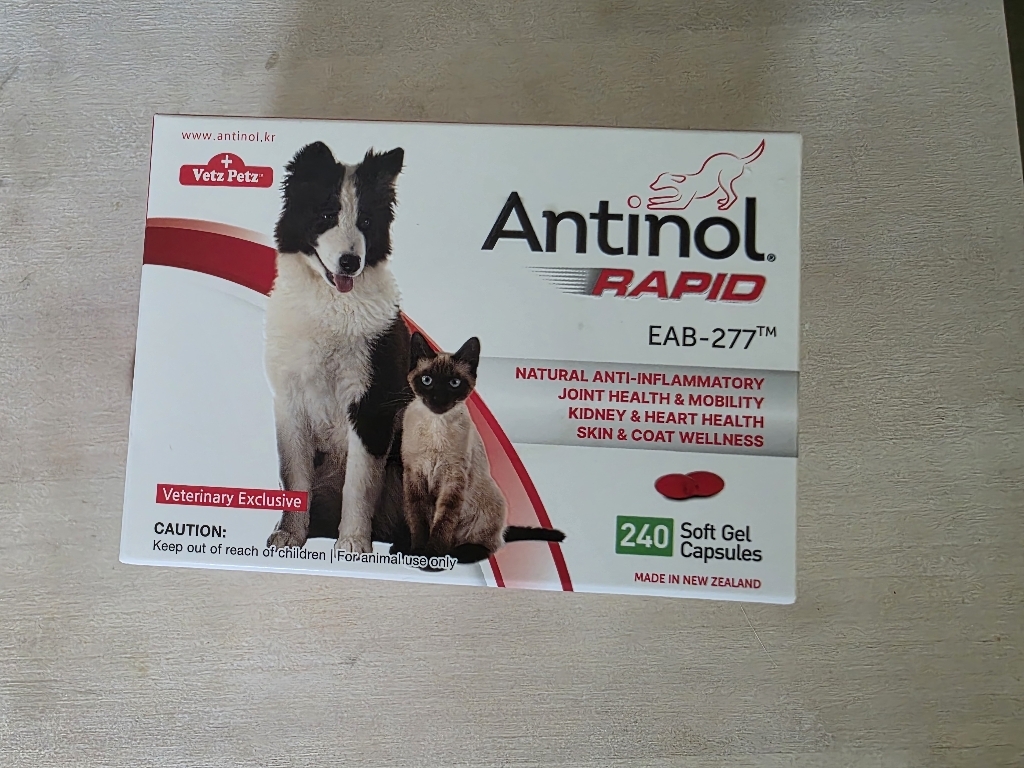 www.antinol.kr
Vetz Petz™
Antinol®
RAPID
EAB-277™
NATURAL ANTI-INFLAMMATORY
JOINT HEALTH & MOBILITY
KIDNEY & HEART HEALTH
SKIN & COAT WELLNESS
Veterinary Exclusive
CAUTION:
Keep out of reach of children | For animal use only
240 Soft Gel
Capsules
MADE IN NEW ZEALAND